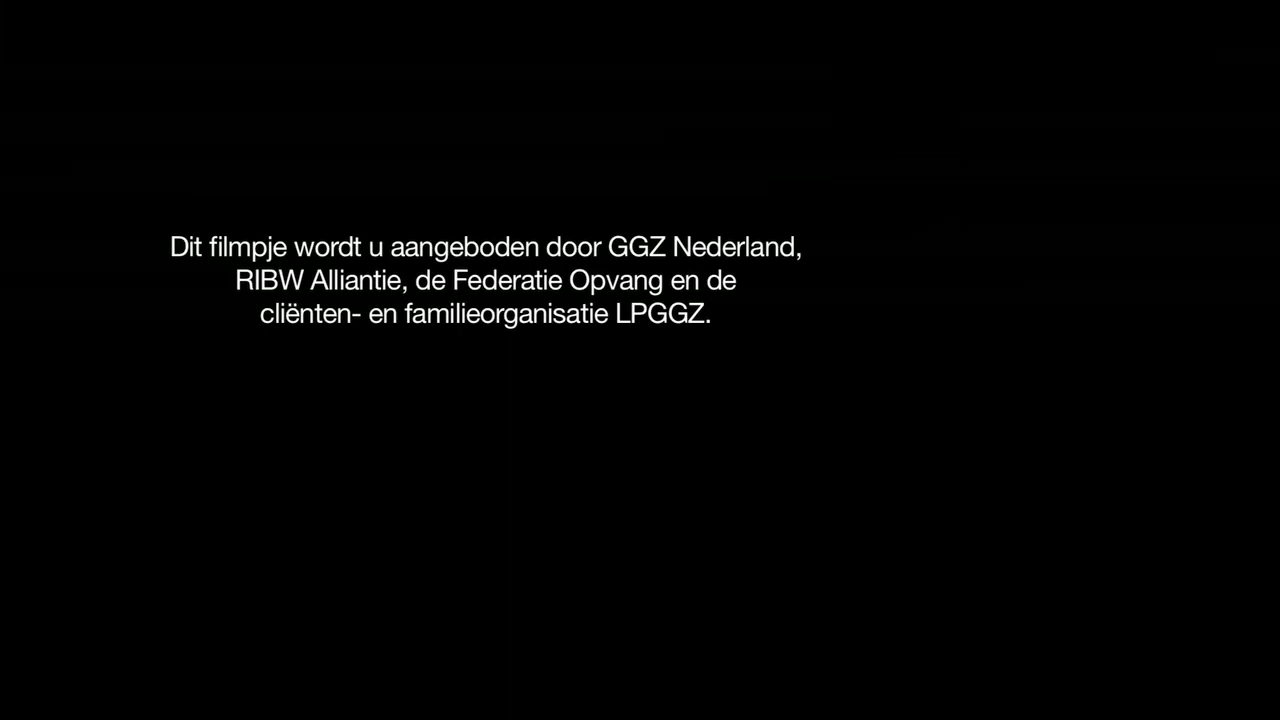 Dit filmpje wordt u aangeboden door GGZ Nederland,
RIBW Alliantie, de Federatie Opvang en de
cliënten- en familieorganisatie LPGGZ.